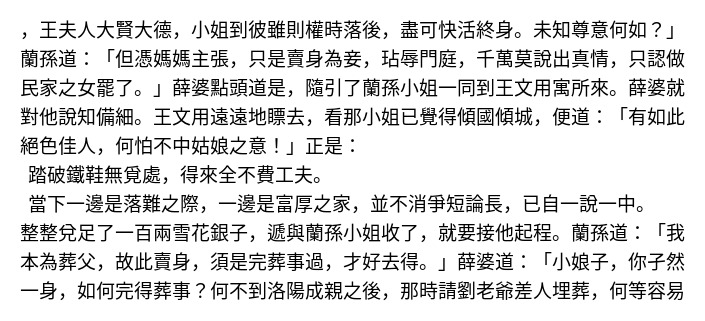 ，王夫人大賢大德，小姐到彼雖則權時落後，盡可快活終身。未知尊意何如？」
蘭孫道：「但憑媽媽主張，只是賣身為妾，玷辱門庭，千萬莫說出真情，只認做
民家之女罷了。」薛婆點頭道是，隨引了蘭孫小姐一同到王文用寓所來。薛婆就
對他說知備細。王文用遠遠地瞟去，看那小姐已覺得傾國傾城，便道：「有如此
絕色佳人，何怕不中姑娘之意！」正是：
踏破鐵鞋無覓處，得來全不費工夫。
當下一邊是落難之際，一邊是富厚之家，並不消爭短論長，已自一說一中。
整整兌足了一百兩雪花銀子，遞與蘭孫小姐收了，就要接他起程。蘭孫道：「我
本為葬父，故此賣身，須是完葬事過，才好去得。」薛婆道：「小娘子，你孑然
一身，如何完得葬事？何不到洛陽成親之後，那時請劉老爺差人埋葬，何等容易